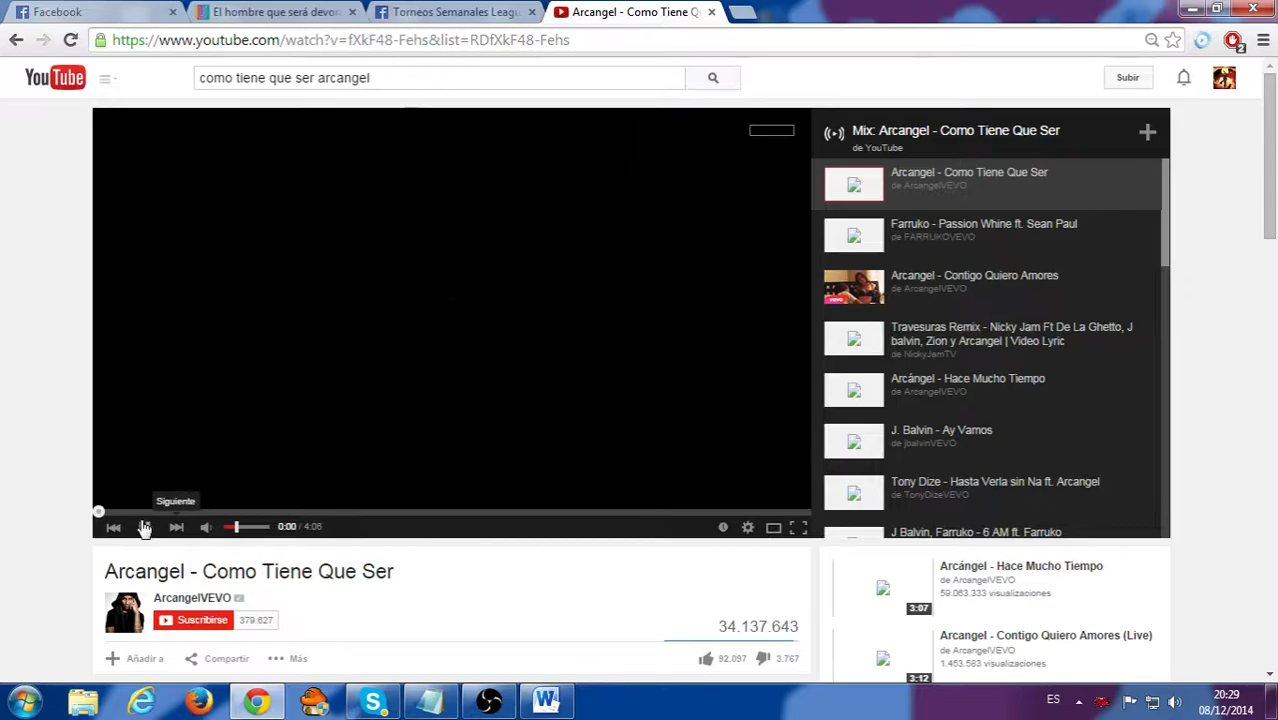 Facebook
El hombre que será devor
Torneos Semanales Leagu
Arcangel - Como Tiene Q
https://www.youtube.com/watch?v=fXkF48-Fehs&list=RDfXkF48-Fehs
2
YouTube
como tiene que ser arcangel
Subir
Mix: Arcangel - Como Tiene Que Ser
de YouTube
Arcangel - Como Tiene Que Ser
de ArcangelVEVO
Farruko - Passion Whine ft. Sean Paul
de FARRUKOVEVO
Arcangel - Contigo Quiero Amores
de ArcangelVEVO
vevo
Travesuras Remix - Nicky Jam Ft De La Ghetto, J
balvin, Zion y Arcangel | Video Lyric
de NickyJamTV
Arcángel - Hace Mucho Tiempo
de ArcangelVEVO
J. Balvin - Ay Vamos
de jbalvinVEVO
Tony Dize - Hasta Verla sin Na ft. Arcangel
de TonyDizeVEVO
J Balvin, Farruko - 6 AM ft. Farruko
Siguiente
0:00 / 4:06
Arcangel - Como Tiene Que Ser
ArcangelVEVO
Suscribirse 379.627
34.137.643
Añadir a Compartir Más 92.097 3.767
Arcángel - Hace Mucho Tiempo
de ArcangelVEVO
59.063.333 visualizaciones
3:07
Arcangel - Contigo Quiero Amores (Live)
de ArcangelVEVO
1.453.583 visualizaciones
3:12
ES
20:29
08/12/2014